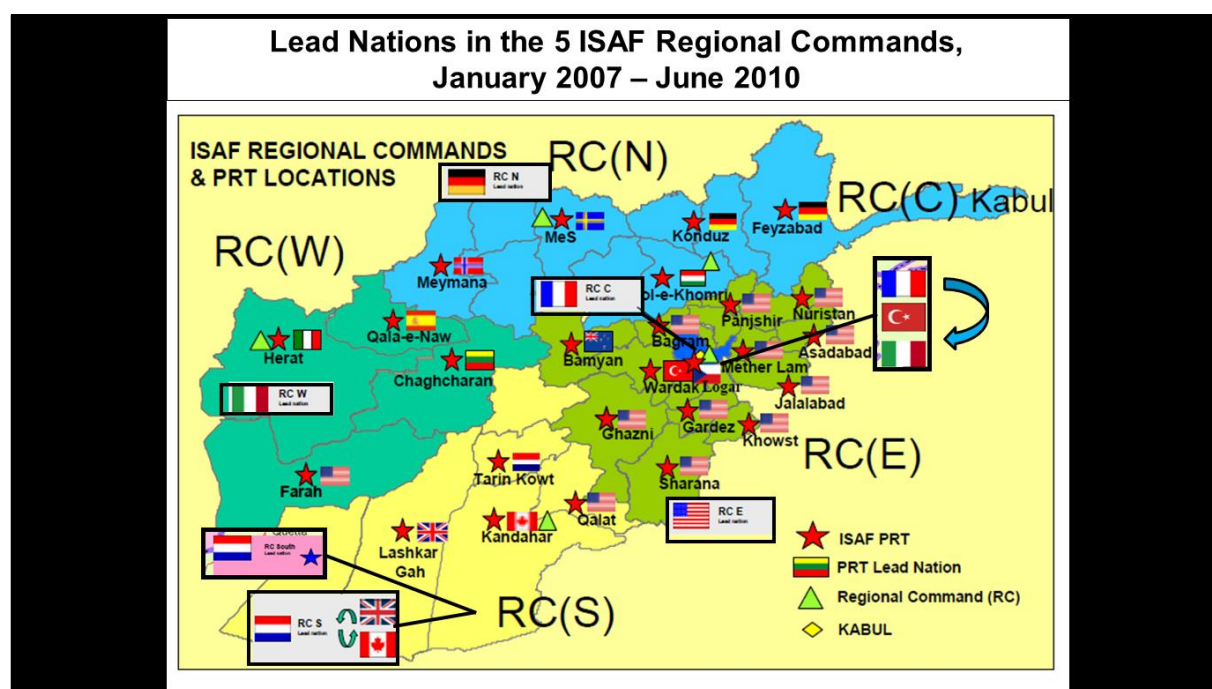 Lead Nations in the 5 ISAF Regional Commands,
January 2007 – June 2010
ISAF REGIONAL COMMANDS
& PRT LOCATIONS
RC(N)
RC N
Lead nation
RC(C) Kabul
RC(W)
MeS
Konduz
Feyzabad
Meymana
RC C
Lead nation
ol-e-Khomri
Panjshir
Nuristan
Qala-e-Naw
Herat
Bagram
Asadabad
Bamyan
Mether Lam
Chaghcharan
Wardak
Logar
Jalalabad
RC W
Lead nation
Ghazni
Gardez
Khowst
RC(E)
Tarin Kowt
Sharana
Farah
Qalat
RC E
Lead nation
Kandahar
Lashkar
Gah
RC South
Lead nation
RC(S)
RC S
Lead nation
ISAF PRT
PRT Lead Nation
Regional Command (RC)
KABUL